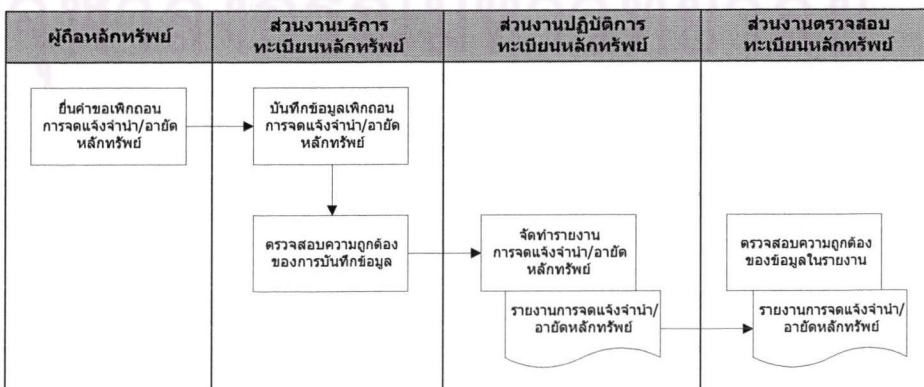 ผู้ถือหลักทรัพย์
ส่วนงานบริการ
ทะเบียนหลักทรัพย์
ส่วนงานปฏิบัติการ
ทะเบียนหลักทรัพย์
ส่วนงานตรวจสอบ
ทะเบียนหลักทรัพย์
ยื่นคำขอเพิกถอน
การจดแจ้งจำนำ/อายัด
หลักทรัพย์
บันทึกข้อมูลเพิกถอน
การจดแจ้งจำนำ/อายัด
หลักทรัพย์
ตรวจสอบความถูกต้อง
ของการบันทึกข้อมูล
จัดทำรายงาน
การจดแจ้งจำนำ/อายัด
หลักทรัพย์
รายงานการจดแจ้งจำนำ/
อายัดหลักทรัพย์
ตรวจสอบความถูกต้อง
ของข้อมูลในรายงาน
รายงานการจดแจ้งจำนำ/
อายัดหลักทรัพย์